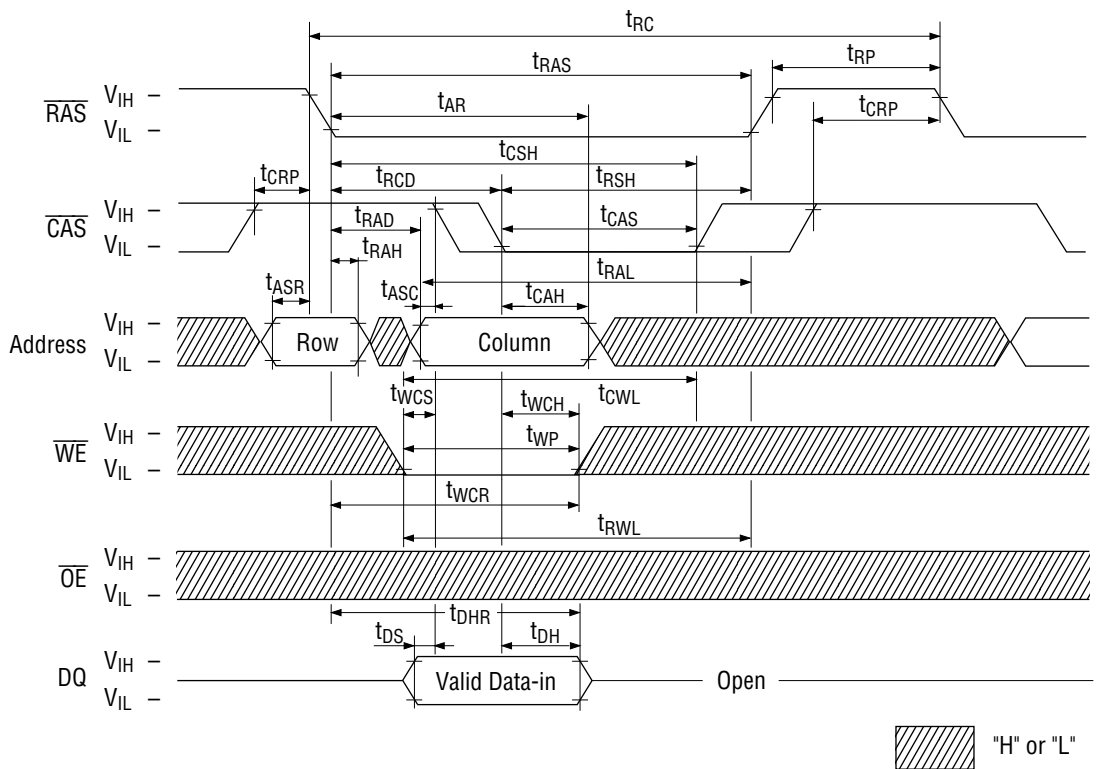 tRC
tRP
tRAS
RAS VIH –
VIL –
tAR
tCRP
tCSH
tCRP tRCD tRSH
CAS VIH –
VIL –
tRAD tCAS
tRAH
tRAL
tASR tASC tCAH
Address VIH –
VIL –
Row Column
tWCS tCWL
tWCH
WE VIH –
VIL –
tWP
tWCR
tRWL
OE VIH –
VIL –
tDHR
tDS tDH
DQ VIH –
VIL –
Valid Data-in Open
"H" or "L"